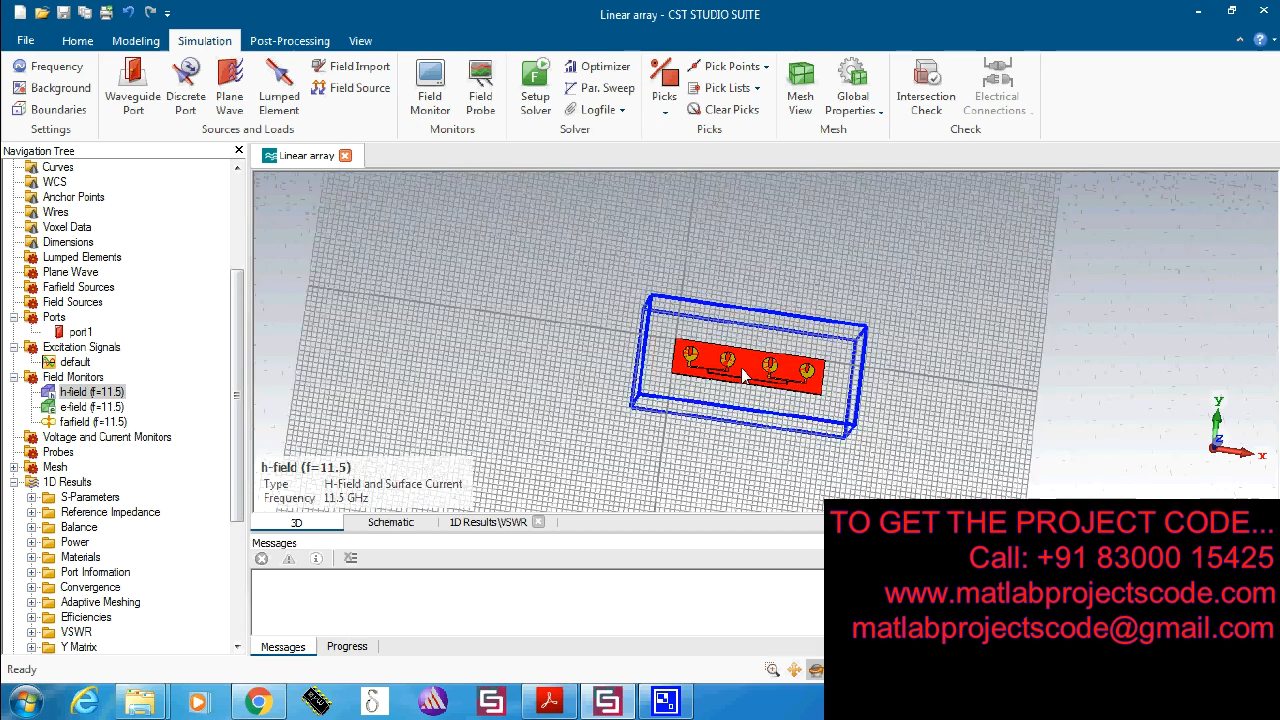 Linear array - CST STUDIO SUITE
File Home Modeling Simulation Post-Processing View
Frequency
Background
Boundaries
Settings
Waveguide Port
Discrete Port
Plane Wave
Lumped Element
Field Import
Field Source
Sources and Loads
Field Monitor
Field Probe
Monitors
Setup Solver
Optimizer
Par. Sweep
Logfile
Solver
Picks
Pick Points
Pick Lists
Clear Picks
Picks
Mesh View
Global Properties
Mesh
Intersection Check
Electrical Connections
Check
Navigation Tree
Linear array
Curves
WCS
Anchor Points
Wires
Voxel Data
Dimensions
Lumped Elements
Plane Wave
Farfield Sources
Field Sources
Ports
port1
Excitation Signals
default
Field Monitors
h-field (f=11.5)
e-field (f=11.5)
farfield (f=11.5)
Voltage and Current Monitors
Probes
Mesh
1D Results
S-Parameters
Reference Impedance
Balance
Power
Materials
Port Information
Convergence
Adaptive Meshing
Efficiencies
VSWR
Y Matrix
y
z
x
h-field (f=11.5)
Type H-Field and Surface Current
Frequency 11.5 GHz
3D Schematic 1D Results\VSWR
Messages
Messages Progress
Ready
TO GET THE PROJECT CODE...
Call: +91 83000 15425
www.matlabprojectscode.com
matlabprojectscode@gmail.com